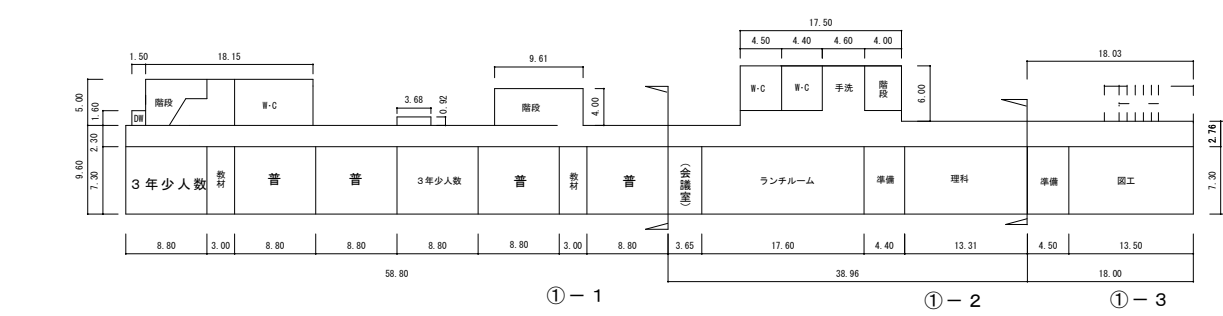 17.50
4.50 4.40 4.60 4.00
1.50 18.15 9.61 18.03
5.00 1.60 階段 W·C 3.68 0.92 階段 4.00 W·C W·C 手洗 階段 6.00
DW
9.60 2.30 7.30 2.76 7.30
3年少人数 教材 普 普 3年少人数 普 教材 普 (会議室) ランチルーム 準備 理科 準備 図工
8.80 3.00 8.80 8.80 8.80 8.80 3.00 8.80 3.65 17.60 4.40 13.31 4.50 13.50
58.80 38.96 18.00
①-1 ①-2 ①-3